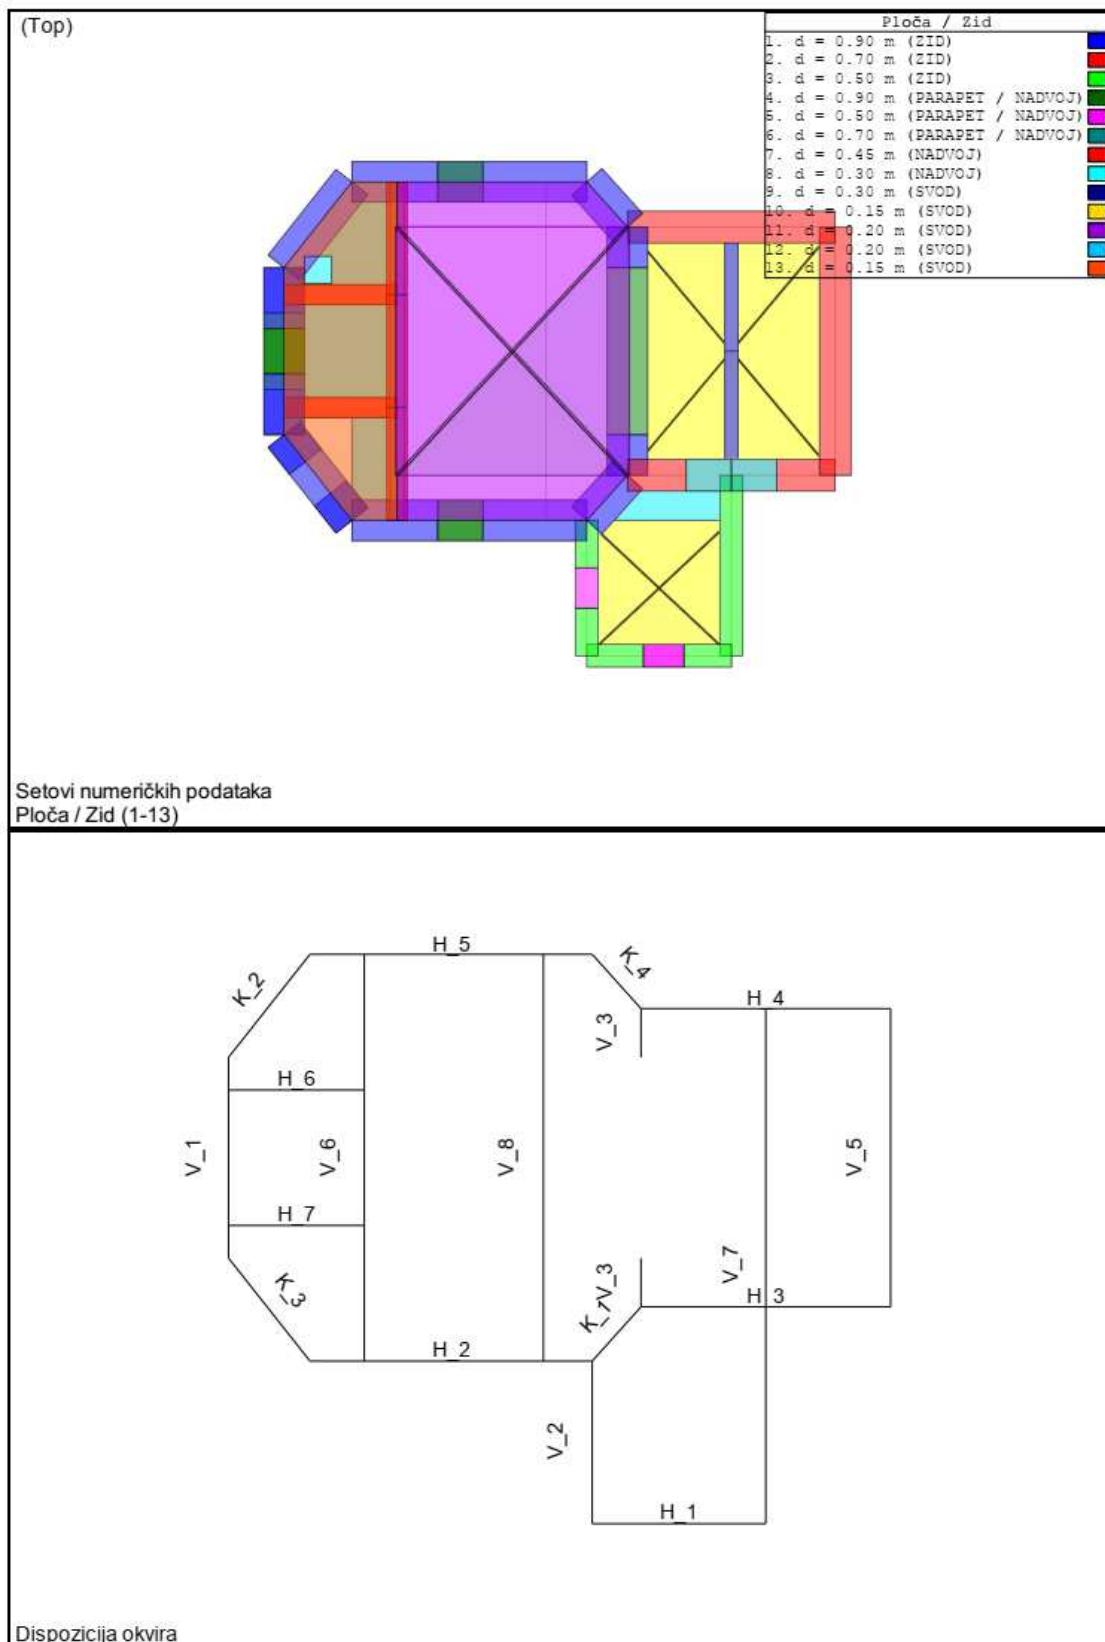 (Top)
Ploča / Zid
1. d = 0.90 m (ZID)
2. d = 0.70 m (ZID)
3. d = 0.50 m (ZID)
4. d = 0.90 m (PARAPET / NADVOJ)
5. d = 0.50 m (PARAPET / NADVOJ)
6. d = 0.70 m (PARAPET / NADVOJ)
7. d = 0.45 m (NADVOJ)
8. d = 0.30 m (NADVOJ)
9. d = 0.30 m (SVOD)
10. d = 0.15 m (SVOD)
11. d = 0.20 m (SVOD)
12. d = 0.20 m (SVOD)
13. d = 0.15 m (SVOD)
Setovi numeričkih podataka
Ploča / Zid (1-13)
H_5
K_4
K_2
H_4
V_3
H_6
V_1
V_6
V_8
V_5
H_7
V_7
K_3
V_3
H_3
K_1
H_2
V_2
H_1
Dispozicija okvira